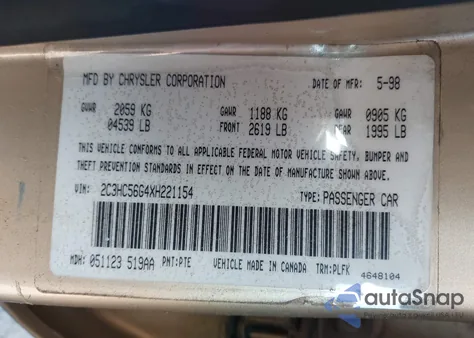 MFD BY CHRYSLER CORPORATION DATE OF MFR: 5-98
GVWR 2059 KG GAWR 1188 KG GAWR 0905 KG
04539 LB FRONT 2619 LB REAR 1995 LB
THIS VEHICLE CONFORMS TO ALL APPLICABLE FEDERAL MOTOR VEHICLE SAFETY, BUMPER AND
THEFT PREVENTION STANDARDS IN EFFECT ON THE DATE OF MANUFACTURE SHOWN ABOVE.
VIN: 2C3HC56G4XH221154 TYPE: PASSENGER CAR
MDH: 051123 519AA PNT: PTE VEHICLE MADE IN CANADA TRM: PLFK 4648104
autoSnap